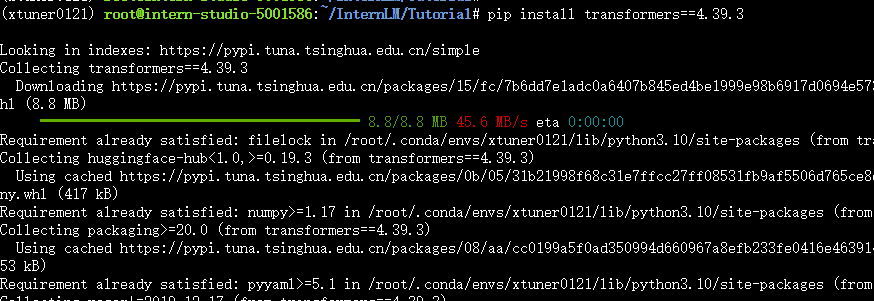 (xtuner0121) root@intern-studio-5001586:~/InternLM/Tutorial# pip install transformers==4.39.3
Looking in indexes: https://pypi.tuna.tsinghua.edu.cn/simple
Collecting transformers==4.39.3
Downloading https://pypi.tuna.tsinghua.edu.cn/packages/15/fc/7b6dd7e1adc0a6407b845ed4be1999e98b6917d0694e573
hl (8.8 MB)
8.8/8.8 MB 45.6 MB/s eta 0:00:00
Requirement already satisfied: filelock in /root/.conda/envs/xtuner0121/lib/python3.10/site-packages (from tra
Collecting huggingface-hub<1.0,>=0.19.3 (from transformers==4.39.3)
Using cached https://pypi.tuna.tsinghua.edu.cn/packages/0b/05/31b21998f68c31e7ffcc27ff08531fb9af5506d765ce8d
ny.whl (417 kB)
Requirement already satisfied: numpy>=1.17 in /root/.conda/envs/xtuner0121/lib/python3.10/site-packages (from
Collecting packaging>=20.0 (from transformers==4.39.3)
Using cached https://pypi.tuna.tsinghua.edu.cn/packages/08/aa/cc0199a5f0ad350994d660967a8efb233fe0416e463914
53 kB)
Requirement already satisfied: pyyaml>=5.1 in /root/.conda/envs/xtuner0121/lib/python3.10/site-packages (from